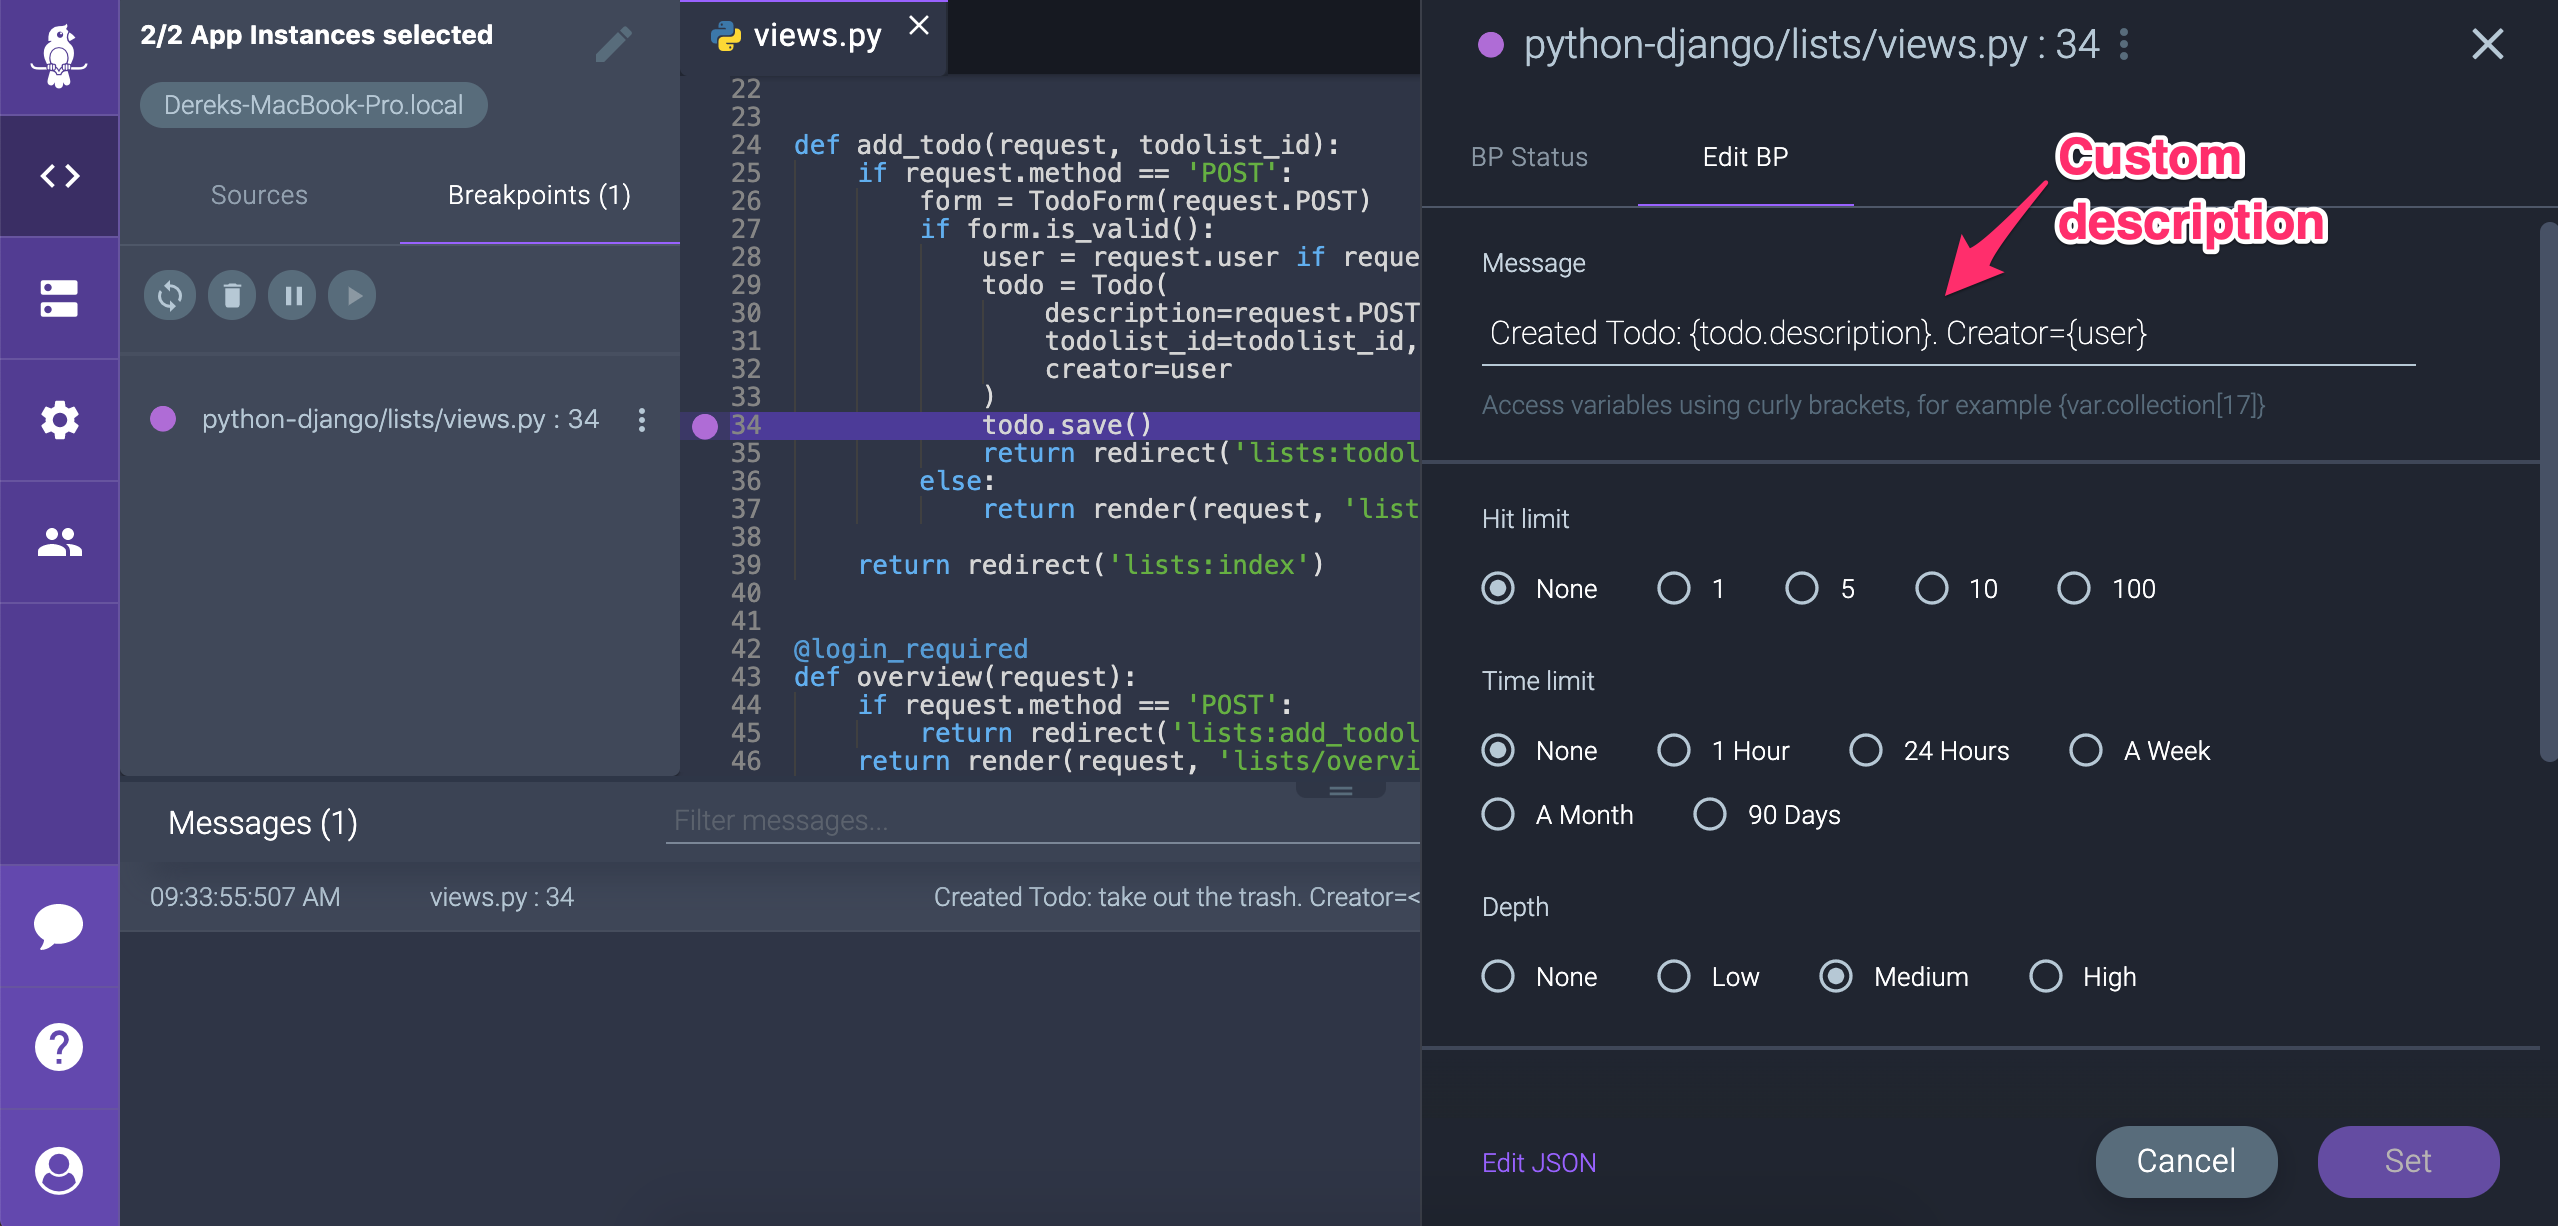 2/2 App Instances selected
Dereks-MacBook-Pro.local
Sources
Breakpoints (1)
python-django/lists/views.py : 34
views.py
22
23
24 def add_todo(request, todolist_id):
25 if request.method == 'POST':
26 form = TodoForm(request.POST)
27 if form.is_valid():
28 user = request.user if reque
29 todo = Todo(
30 description=request.POST
31 todolist_id=todolist_id,
32 creator=user
33 )
34 todo.save()
35 return redirect('lists:todol
36 else:
37 return render(request, 'list
38
39 return redirect('lists:index')
40
41
42 @login_required
43 def overview(request):
44 if request.method == 'POST':
45 return redirect('lists:add_todol
46 return render(request, 'lists/overvi
Messages (1)
Filter messages...
09:33:55:507 AM views.py : 34 Created Todo: take out the trash. Creator=<
python-django/lists/views.py : 34
BP Status
Edit BP
Custom
description
Message
Created Todo: {todo.description}. Creator={user}
Access variables using curly brackets, for example {var.collection[17]}
Hit limit
None 1 5 10 100
Time limit
None 1 Hour 24 Hours A Week
A Month 90 Days
Depth
None Low Medium High
Edit JSON
Cancel
Set